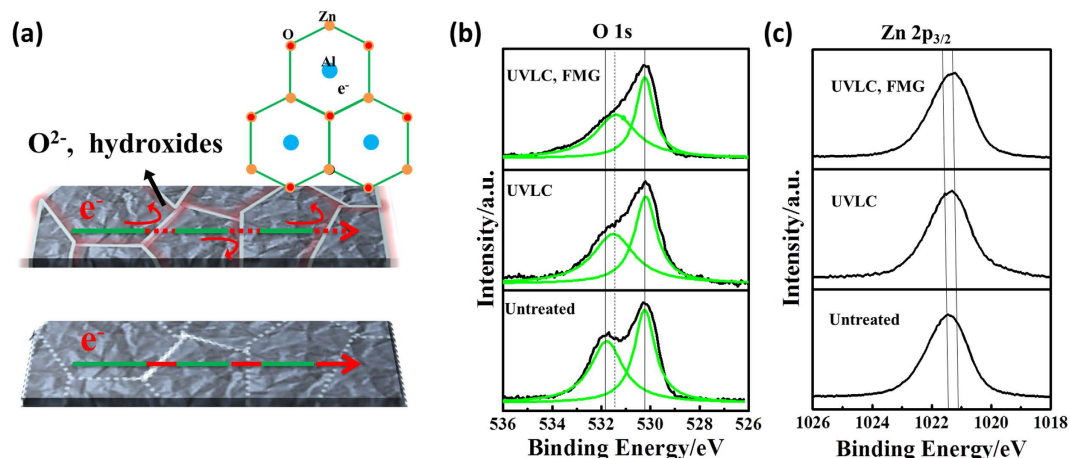 (a)
Zn
O
Al
e-
O2-, hydroxides
e-
e-
(b)
O 1s
UVLC, FMG
UVLC
Untreated
Intensity/a.u.
536 534 532 530 528 526
Binding Energy/eV
(c)
Zn 2p3/2
UVLC, FMG
UVLC
Untreated
Intensity/a.u.
1026 1024 1022 1020 1018
Binding Energy/eV